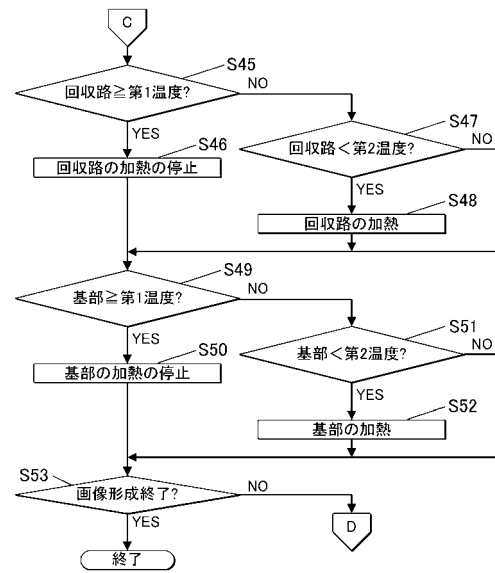 C
S45
回収路≧第1温度?
NO
YES
S46
回収路の加熱の停止
S47
回収路<第2温度?
NO
YES
S48
回収路の加熱
S49
基部≧第1温度?
NO
YES
S50
基部の加熱の停止
S51
基部<第2温度?
NO
YES
S52
基部の加熱
S53
画像形成終了?
NO
YES
D
終了